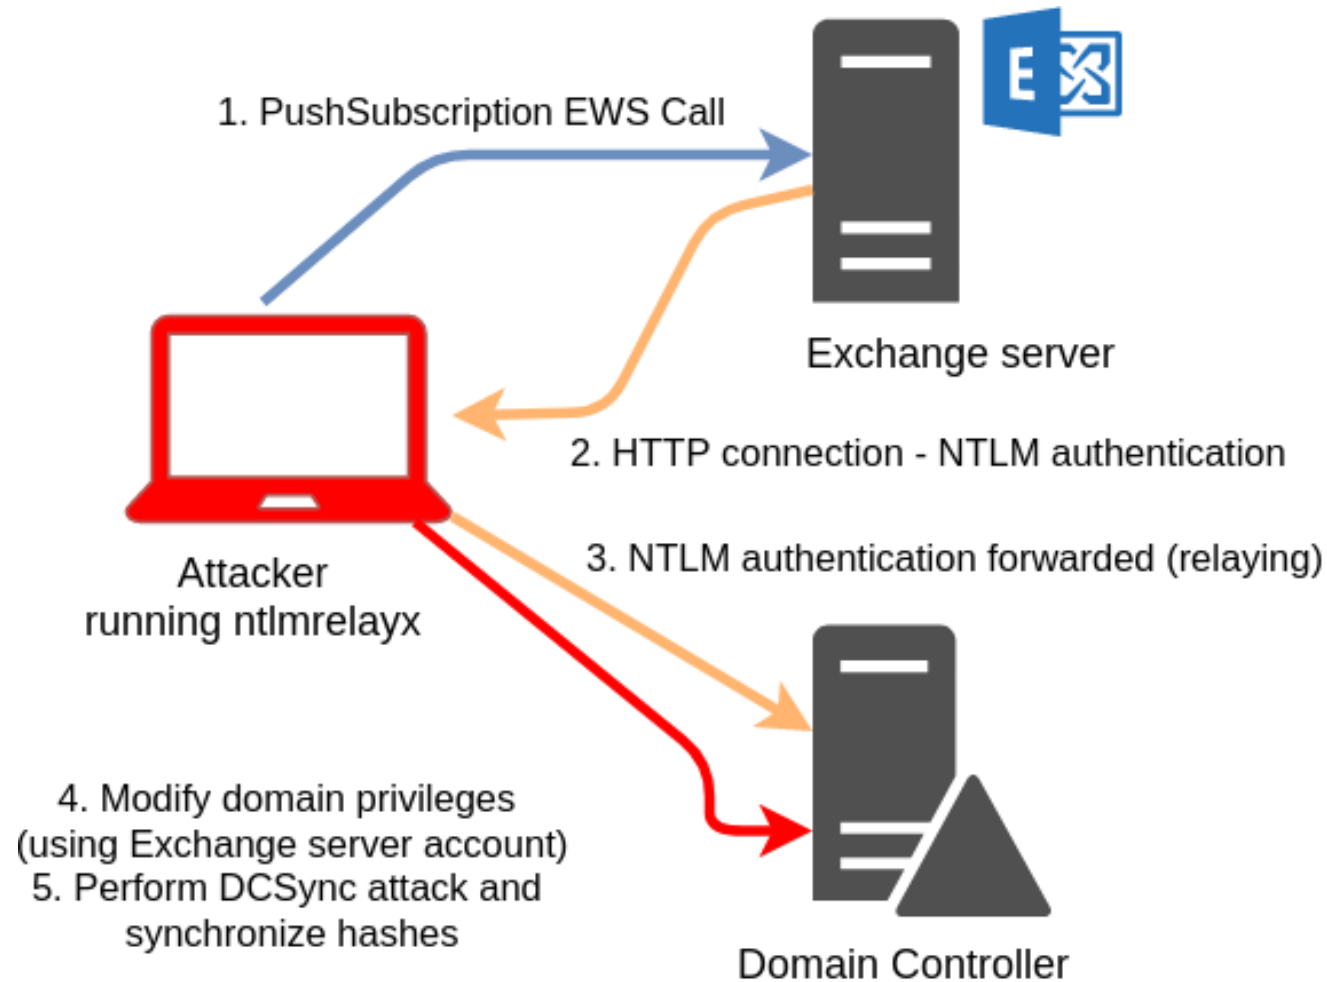 1. PushSubscription EWS Call
E
Exchange server
2. HTTP connection - NTLM authentication
3. NTLM authentication forwarded (relaying)
Attacker
running ntlmrelayx
4. Modify domain privileges
(using Exchange server account)
5. Perform DCSync attack and
synchronize hashes
Domain Controller